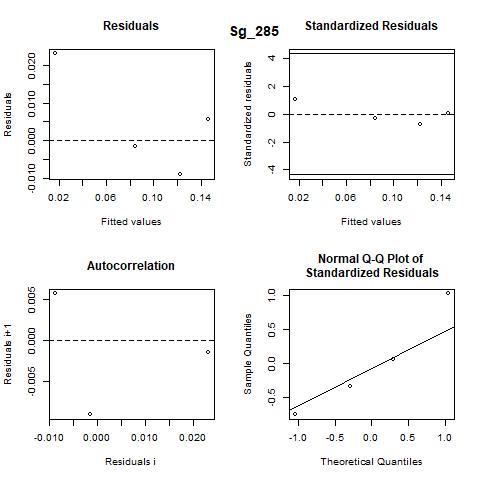 Sg_285
Residuals
Residuals
0.020
0.010
0.000
-0.010
0.02 0.06 0.10 0.14
Fitted values
Standardized Residuals
Standardized residuals
4
2
0
-2
-4
0.02 0.06 0.10 0.14
Fitted values
Autocorrelation
Residuals i+1
0.005
0.000
-0.005
-0.010 0.000 0.010 0.020
Residuals i
Normal Q-Q Plot of
Standardized Residuals
Sample Quantiles
1.0
0.5
0.0
-0.5
-1.0 -0.5 0.0 0.5 1.0
Theoretical Quantiles